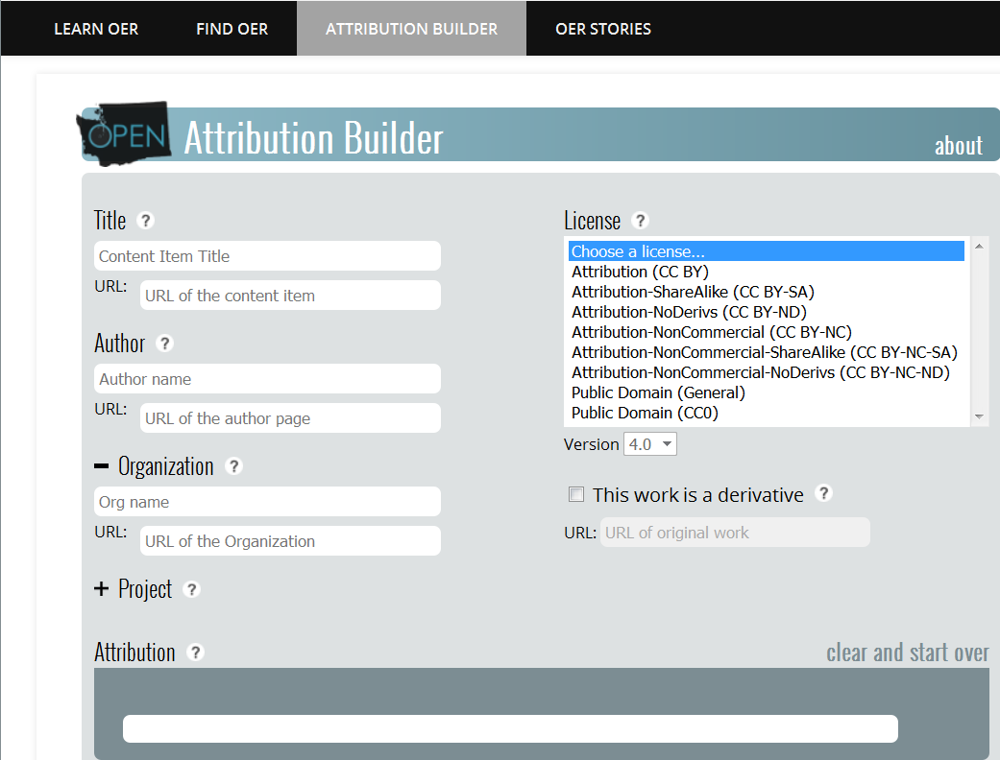 LEARN OER FIND OER ATTRIBUTION BUILDER OER STORIES
OPEN Attribution Builder
about
Title ?
Content Item Title
URL: URL of the content item
Author ?
Author name
URL: URL of the author page
Organization ?
Org name
URL: URL of the Organization
+ Project ?
License ?
Choose a license...
Attribution (CC BY)
Attribution-ShareAlike (CC BY-SA)
Attribution-NoDerivs (CC BY-ND)
Attribution-NonCommercial (CC BY-NC)
Attribution-NonCommercial-ShareAlike (CC BY-NC-SA)
Attribution-NonCommercial-NoDerivs (CC BY-NC-ND)
Public Domain (General)
Public Domain (CC0)
Version 4.0
This work is a derivative ?
URL: URL of original work
Attribution ?
clear and start over